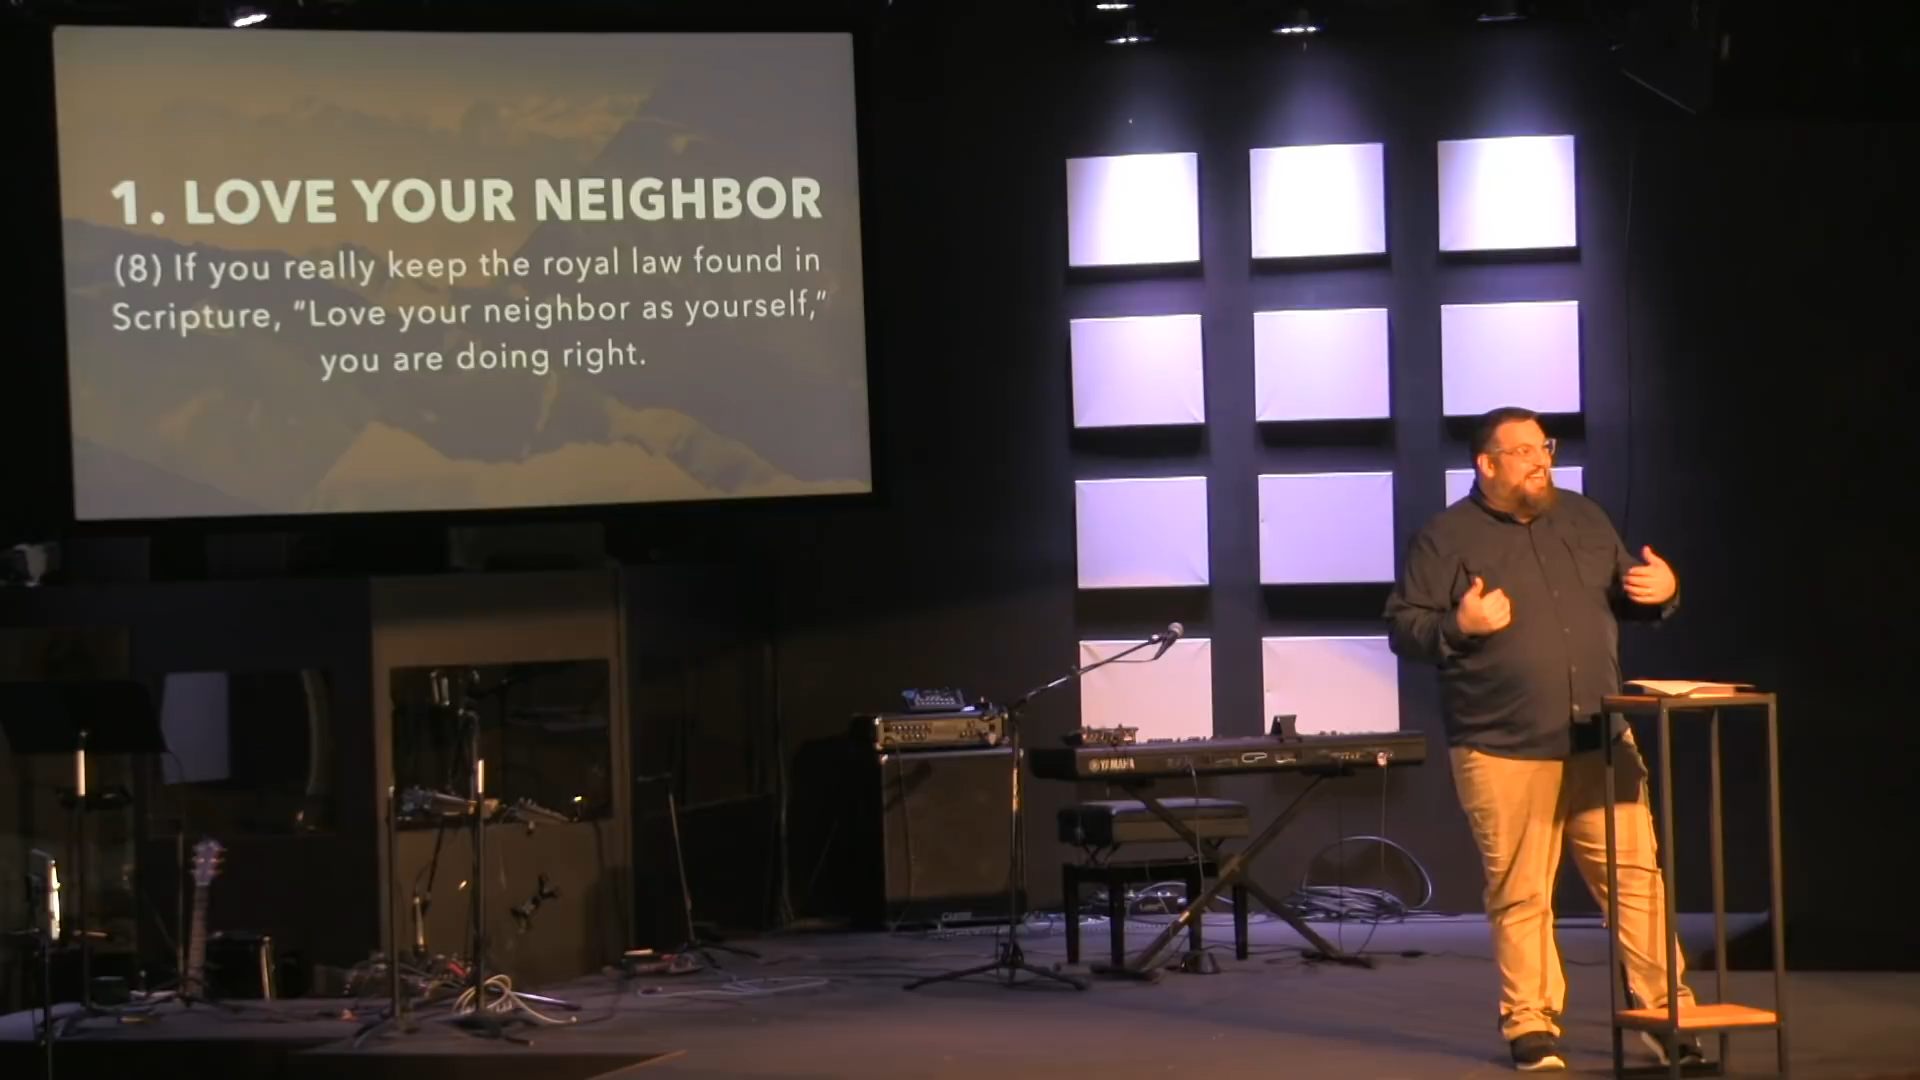 1. LOVE YOUR NEIGHBOR
(8) If you really keep the royal law found in
Scripture, "Love your neighbor as yourself,"
you are doing right.
YAMAHA